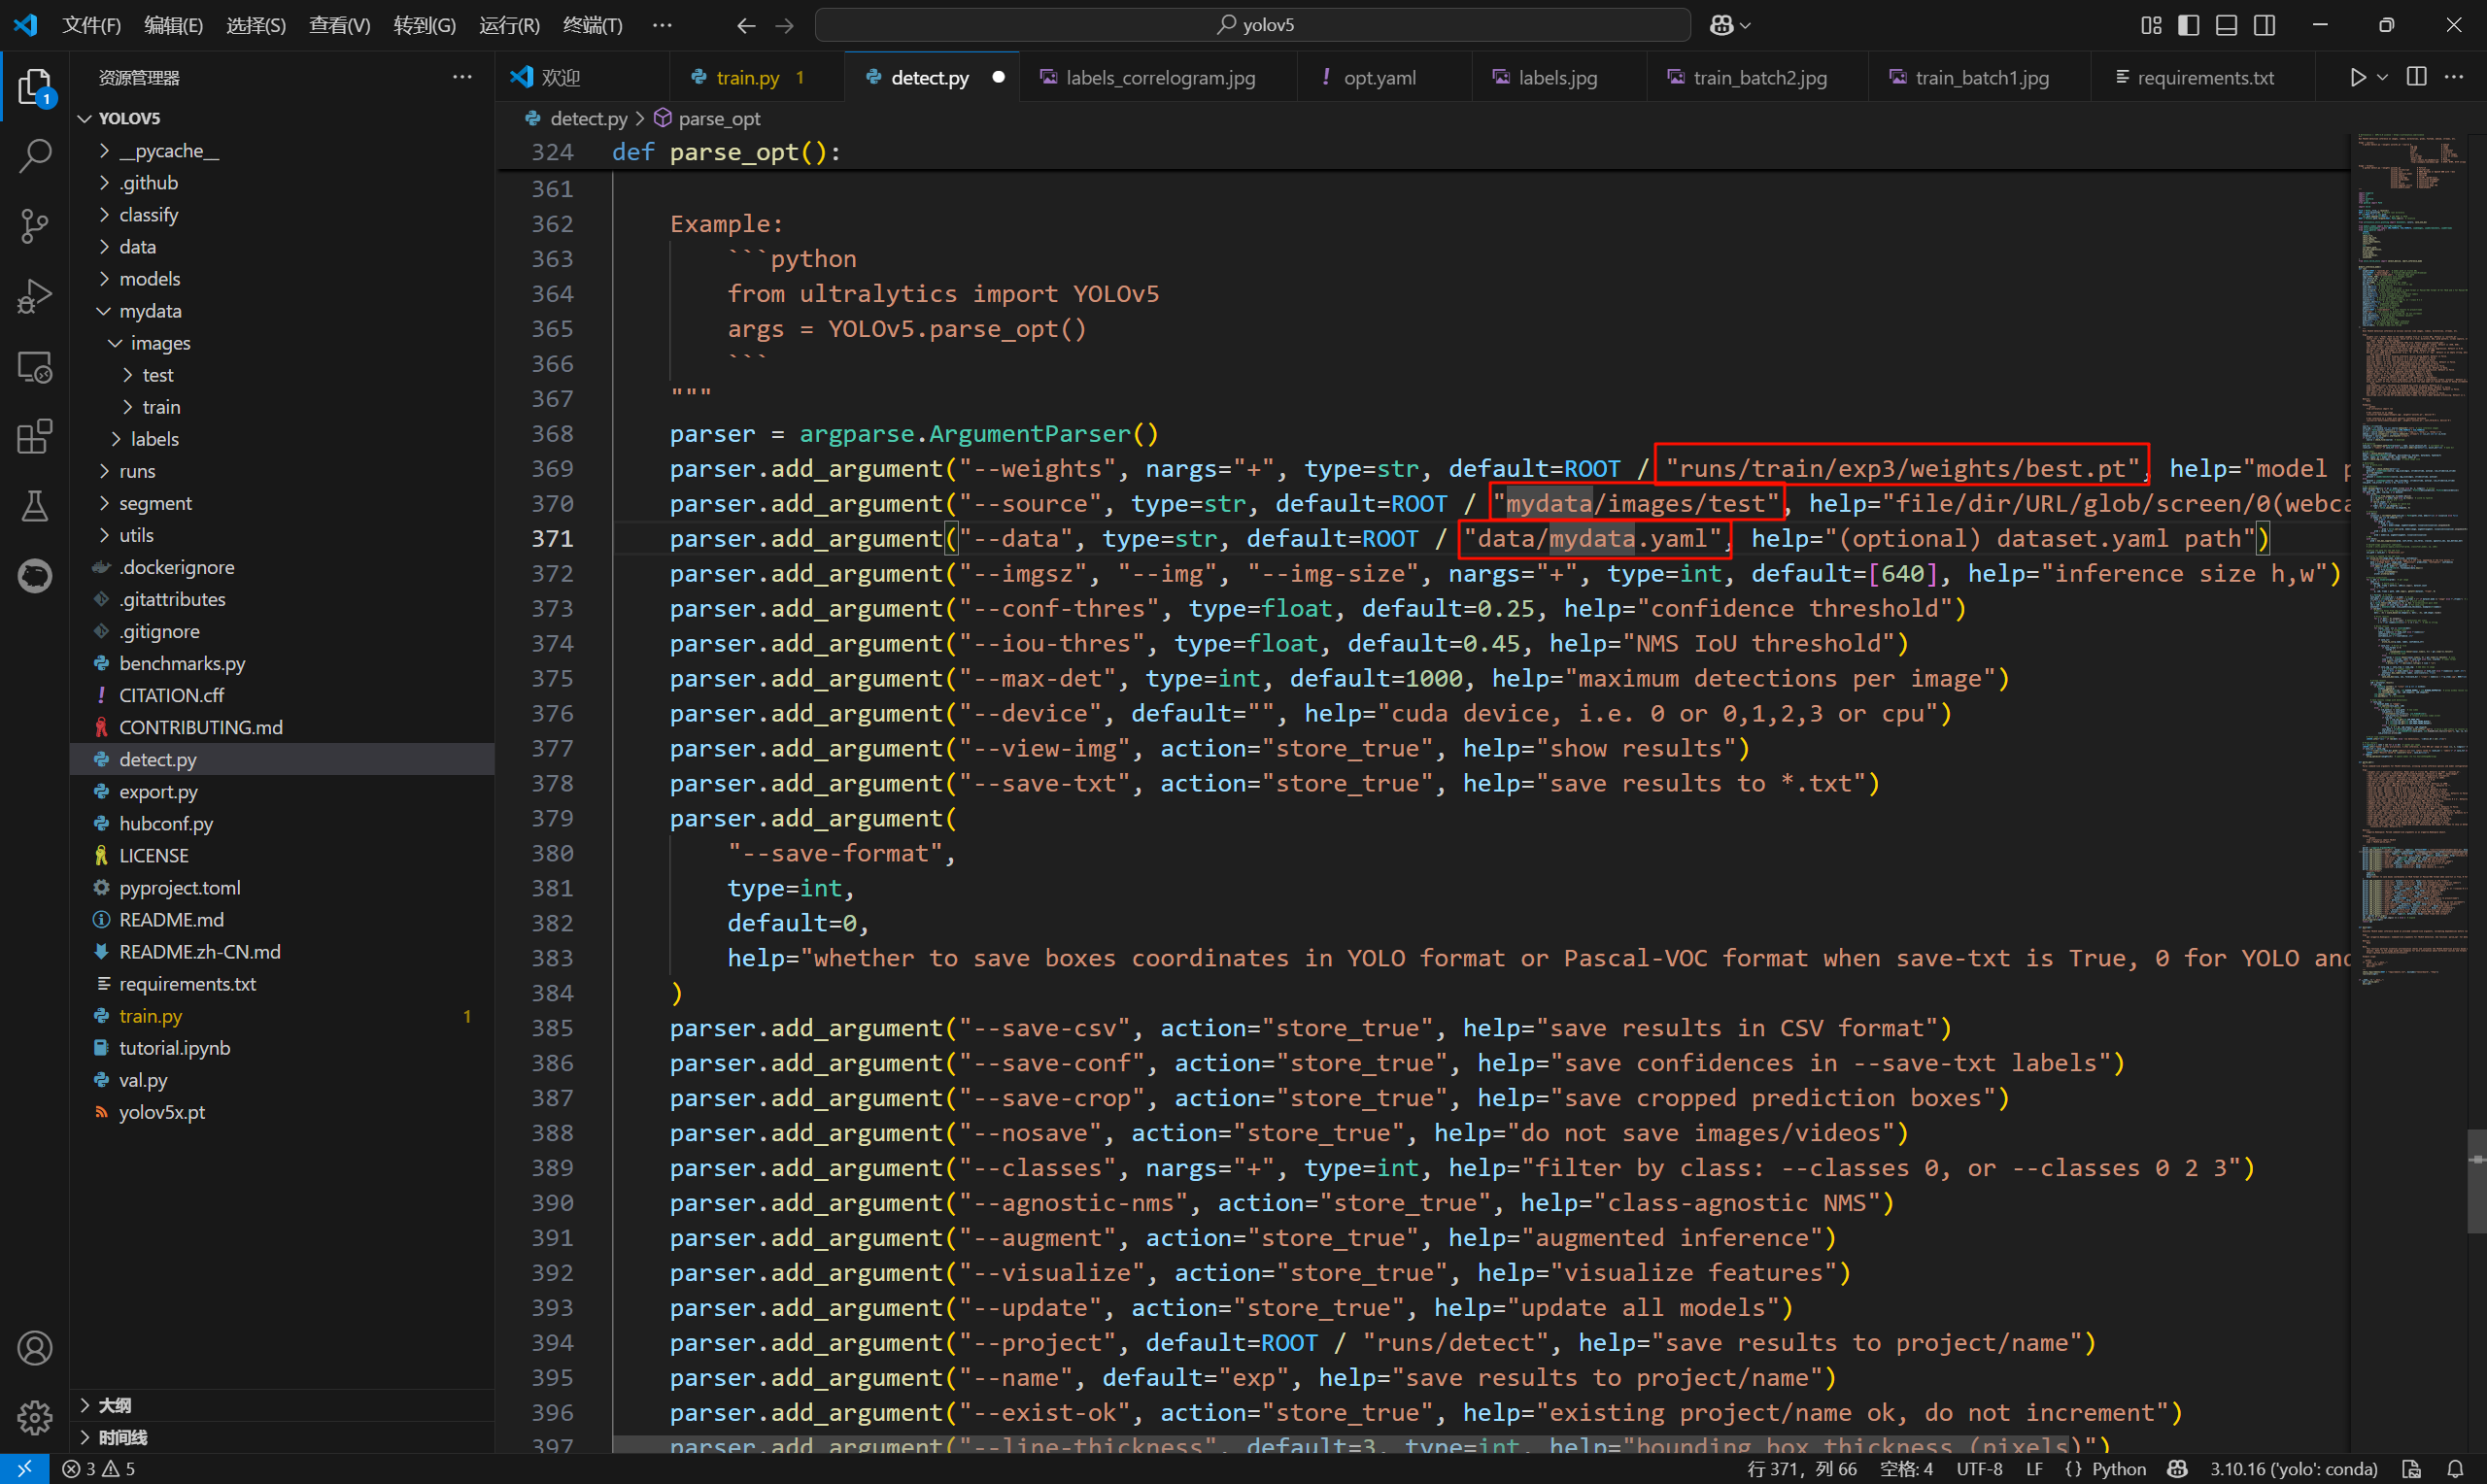 文件(F) 编辑(E) 选择(S) 查看(V) 转到(G) 运行(R) 终端(T) ··· yolov5
资源管理器
欢迎 train.py 1 detect.py labels_correlogram.jpg opt.yaml labels.jpg train_batch2.jpg train_batch1.jpg requirements.txt
1
YOLOV5
__pycache__
.github
classify
data
models
mydata
images
test
train
labels
runs
segment
utils
.dockerignore
.gitattributes
.gitignore
benchmarks.py
CITATION.cff
CONTRIBUTING.md
detect.py
export.py
hubconf.py
LICENSE
pyproject.toml
README.md
README.zh-CN.md
requirements.txt
train.py 1
tutorial.ipynb
val.py
yolov5x.pt
大纲
时间线
detect.py > parse_opt
324 def parse_opt():
361
362 Example:
363 ```python
364 from ultralytics import YOLOv5
365 args = YOLOv5.parse_opt()
366 ```
367 """
368 parser = argparse.ArgumentParser()
369 parser.add_argument("--weights", nargs="+", type=str, default=ROOT / "runs/train/exp3/weights/best.pt", help="model p
370 parser.add_argument("--source", type=str, default=ROOT / "mydata/images/test", help="file/dir/URL/glob/screen/0(webca
371 parser.add_argument("--data", type=str, default=ROOT / "data/mydata.yaml", help="(optional) dataset.yaml path")
372 parser.add_argument("--imgsz", "--img", "--img-size", nargs="+", type=int, default=[640], help="inference size h,w")
373 parser.add_argument("--conf-thres", type=float, default=0.25, help="confidence threshold")
374 parser.add_argument("--iou-thres", type=float, default=0.45, help="NMS IoU threshold")
375 parser.add_argument("--max-det", type=int, default=1000, help="maximum detections per image")
376 parser.add_argument("--device", default="", help="cuda device, i.e. 0 or 0,1,2,3 or cpu")
377 parser.add_argument("--view-img", action="store_true", help="show results")
378 parser.add_argument("--save-txt", action="store_true", help="save results to *.txt")
379 parser.add_argument(
380 "--save-format",
381 type=int,
382 default=0,
383 help="whether to save boxes coordinates in YOLO format or Pascal-VOC format when save-txt is True, 0 for YOLO and
384 )
385 parser.add_argument("--save-csv", action="store_true", help="save results in CSV format")
386 parser.add_argument("--save-conf", action="store_true", help="save confidences in --save-txt labels")
387 parser.add_argument("--save-crop", action="store_true", help="save cropped prediction boxes")
388 parser.add_argument("--nosave", action="store_true", help="do not save images/videos")
389 parser.add_argument("--classes", nargs="+", type=int, help="filter by class: --classes 0, or --classes 0 2 3")
390 parser.add_argument("--agnostic-nms", action="store_true", help="class-agnostic NMS")
391 parser.add_argument("--augment", action="store_true", help="augmented inference")
392 parser.add_argument("--visualize", action="store_true", help="visualize features")
393 parser.add_argument("--update", action="store_true", help="update all models")
394 parser.add_argument("--project", default=ROOT / "runs/detect", help="save results to project/name")
395 parser.add_argument("--name", default="exp", help="save results to project/name")
396 parser.add_argument("--exist-ok", action="store_true", help="existing project/name ok, do not increment")
397 parser.add_argument("--line-thickness", default=3, type=int, help="bounding box thickness (pixels)")
3 5 行 371，列 66 空格: 4 UTF-8 LF {} Python 3.10.16 ('yolo': conda)